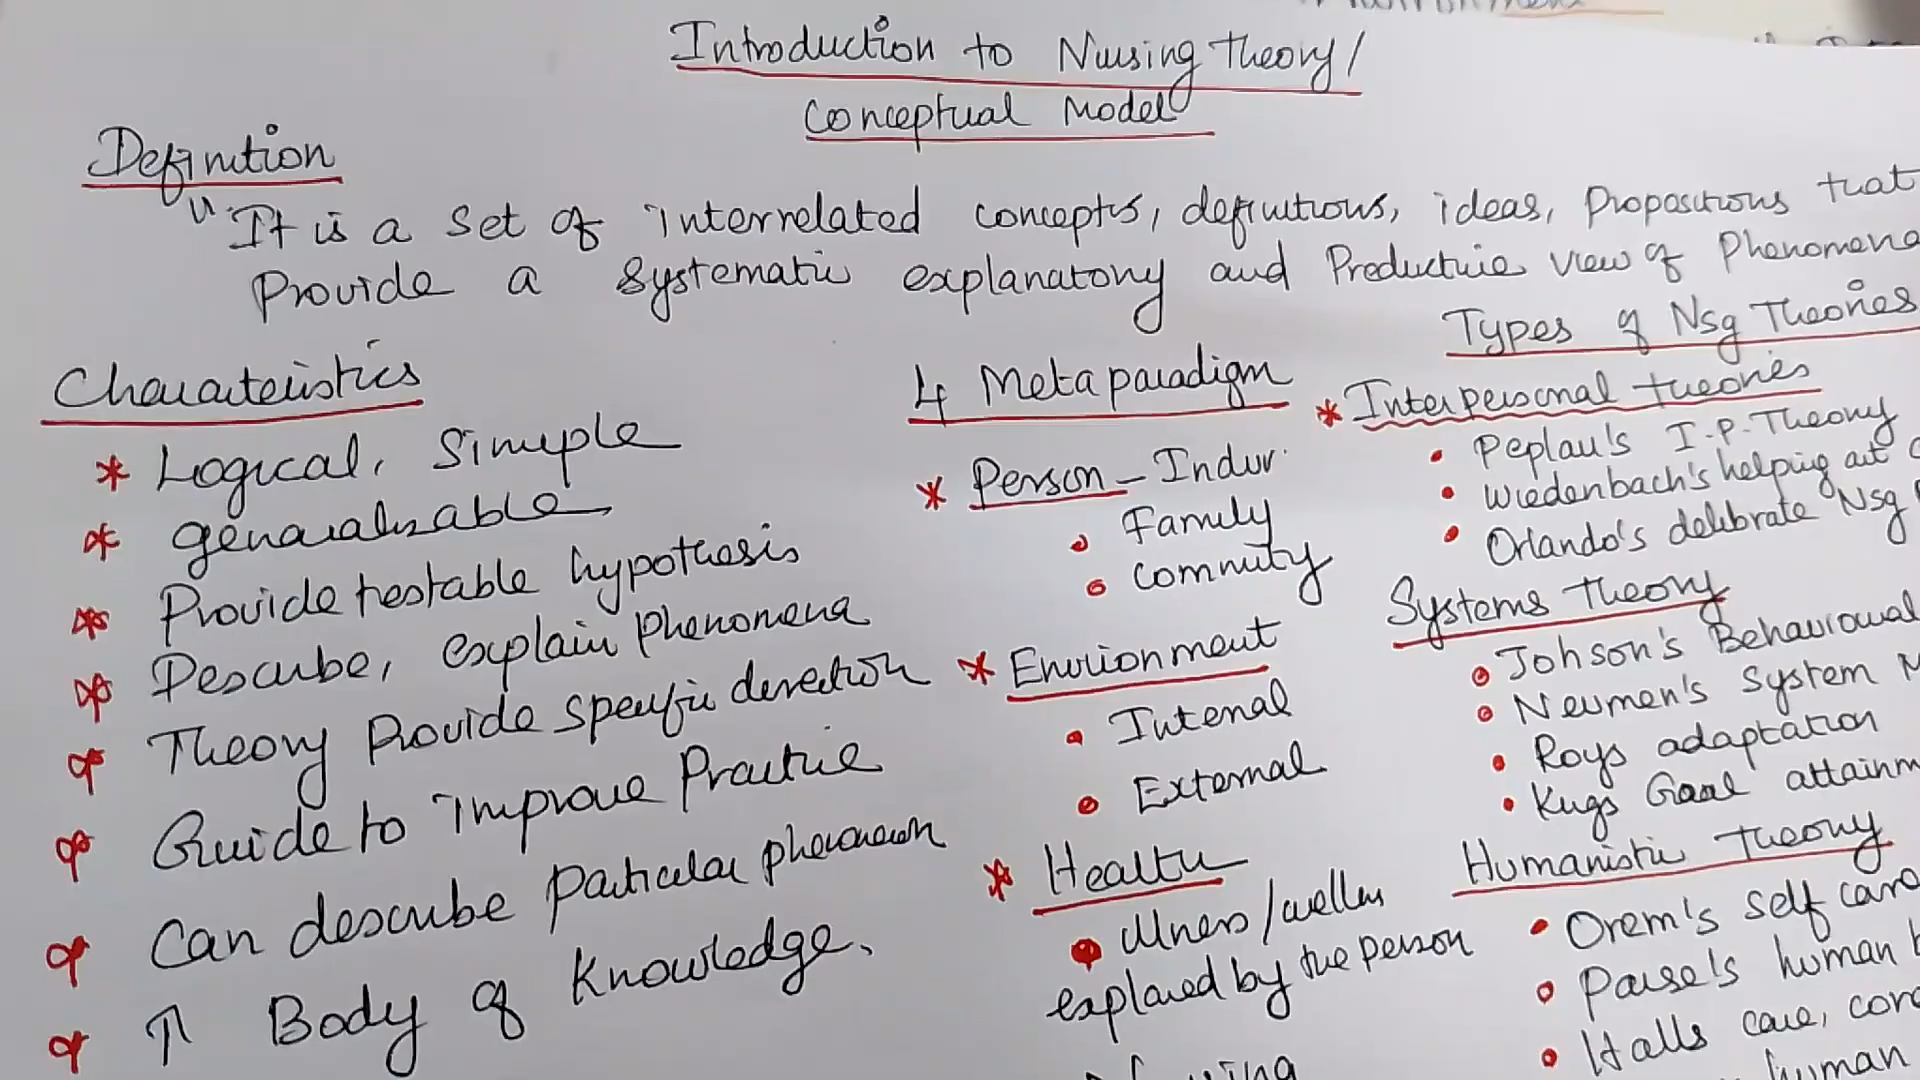 Introduction to Nursing Theory/
Conceptual Model
Definition
"It is a set of interrelated concepts, definitions, ideas, Propositions that
Provide a systematic explanatory and Predictive view of Phenomena
Characteristics
* Logical, Simple
* generalizable,
* Provide testable hypothesis
* Describe, explain Phenomena
* Theory Provide specific direction
* Guide to improve Practice
* Can describe Particular phenomenon
* ↑ Body of Knowledge.
4 Metaparadigm
* Person - Indiv.
• Family
• Commnity
* Environment
• Internal
• External
* Health
• illness/wellns
explained by the person
Types of Nsg Theories
* Interpersonal theories
• Peplau's I.P. Theory
• Wiedenbach's helping art
• Orlando's delibrate Nsg
Systems Theory
• Johson's Behavioural
• Neumen's System M
• Roys adaptation
• Kings Goal attainm
Humanistic Theory
• Orem's self care
• Parse's human b
• Halls care, core
human